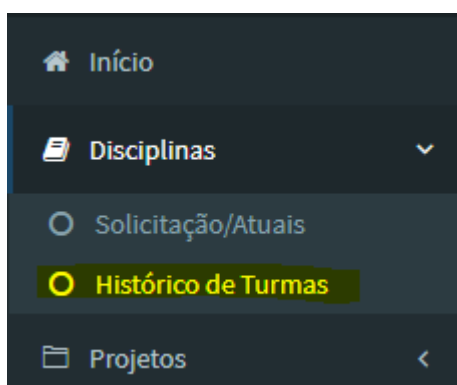 Início
Disciplinas
Solicitação/Atuais
Histórico de Turmas
Projetos